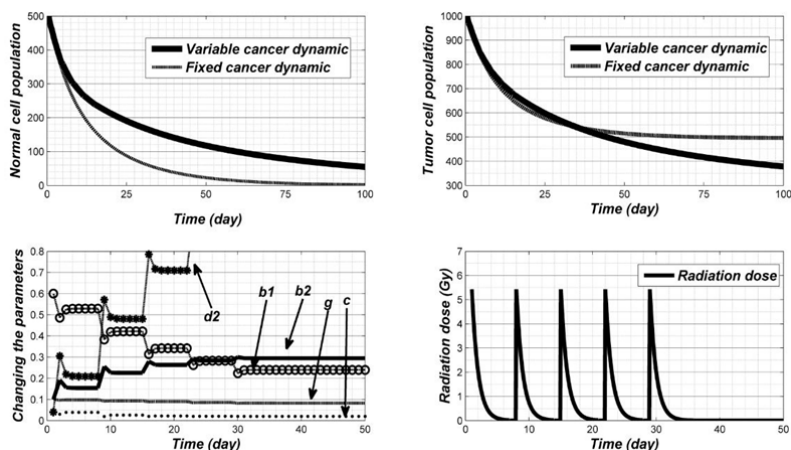 Normal cell population
500
400
300
200
100
0
Variable cancer dynamic
Fixed cancer dynamic
0 25 50 75 100
Time (day)
Tumor cell population
1000
900
800
700
600
500
400
300
Variable cancer dynamic
Fixed cancer dynamic
0 25 50 75 100
Time (day)
Changing the parameters
0.8
0.7
0.6
0.5
0.4
0.3
0.2
0.1
0
d2
b1
b2
g
c
0 10 20 30 40 50
Time (day)
Radiation dose (Gy)
7
6
5
4
3
2
1
0
Radiation dose
0 10 20 30 40 50
Time (day)